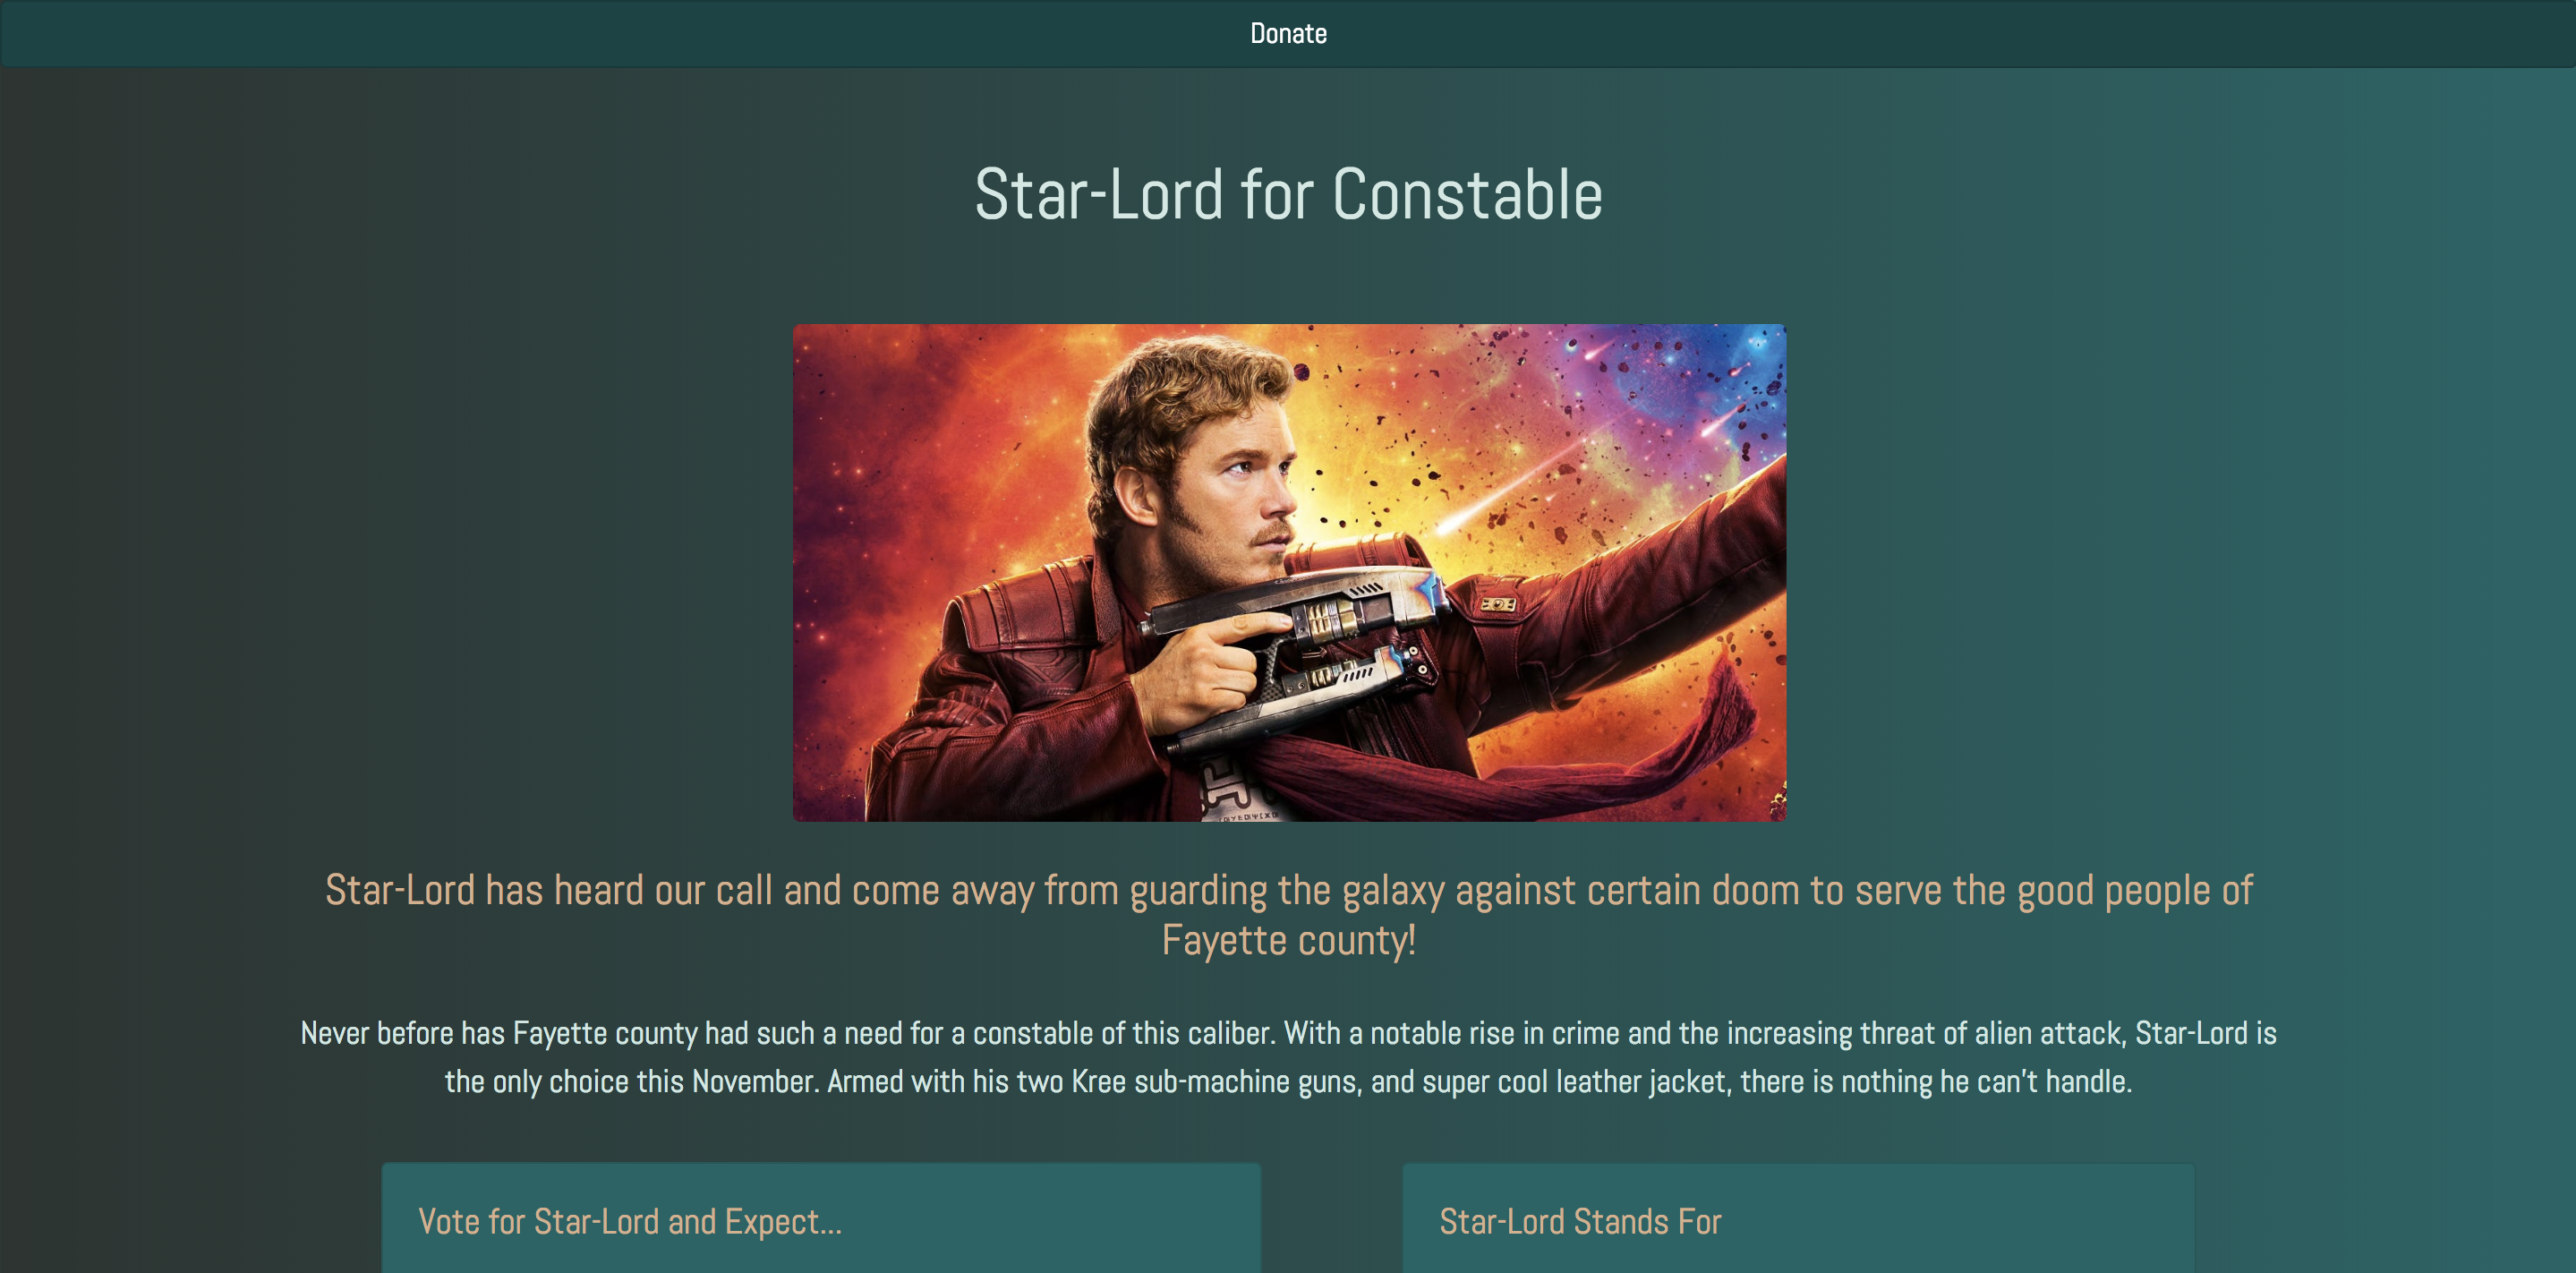 Donate
Star-Lord for Constable
Star-Lord has heard our call and come away from guarding the galaxy against certain doom to serve the good people of
Fayette county!
Never before has Fayette county had such a need for a constable of this caliber. With a notable rise in crime and the increasing threat of alien attack, Star-Lord is
the only choice this November. Armed with his two Kree sub-machine guns, and super cool leather jacket, there is nothing he can't handle.
Vote for Star-Lord and Expect...
Star-Lord Stands For